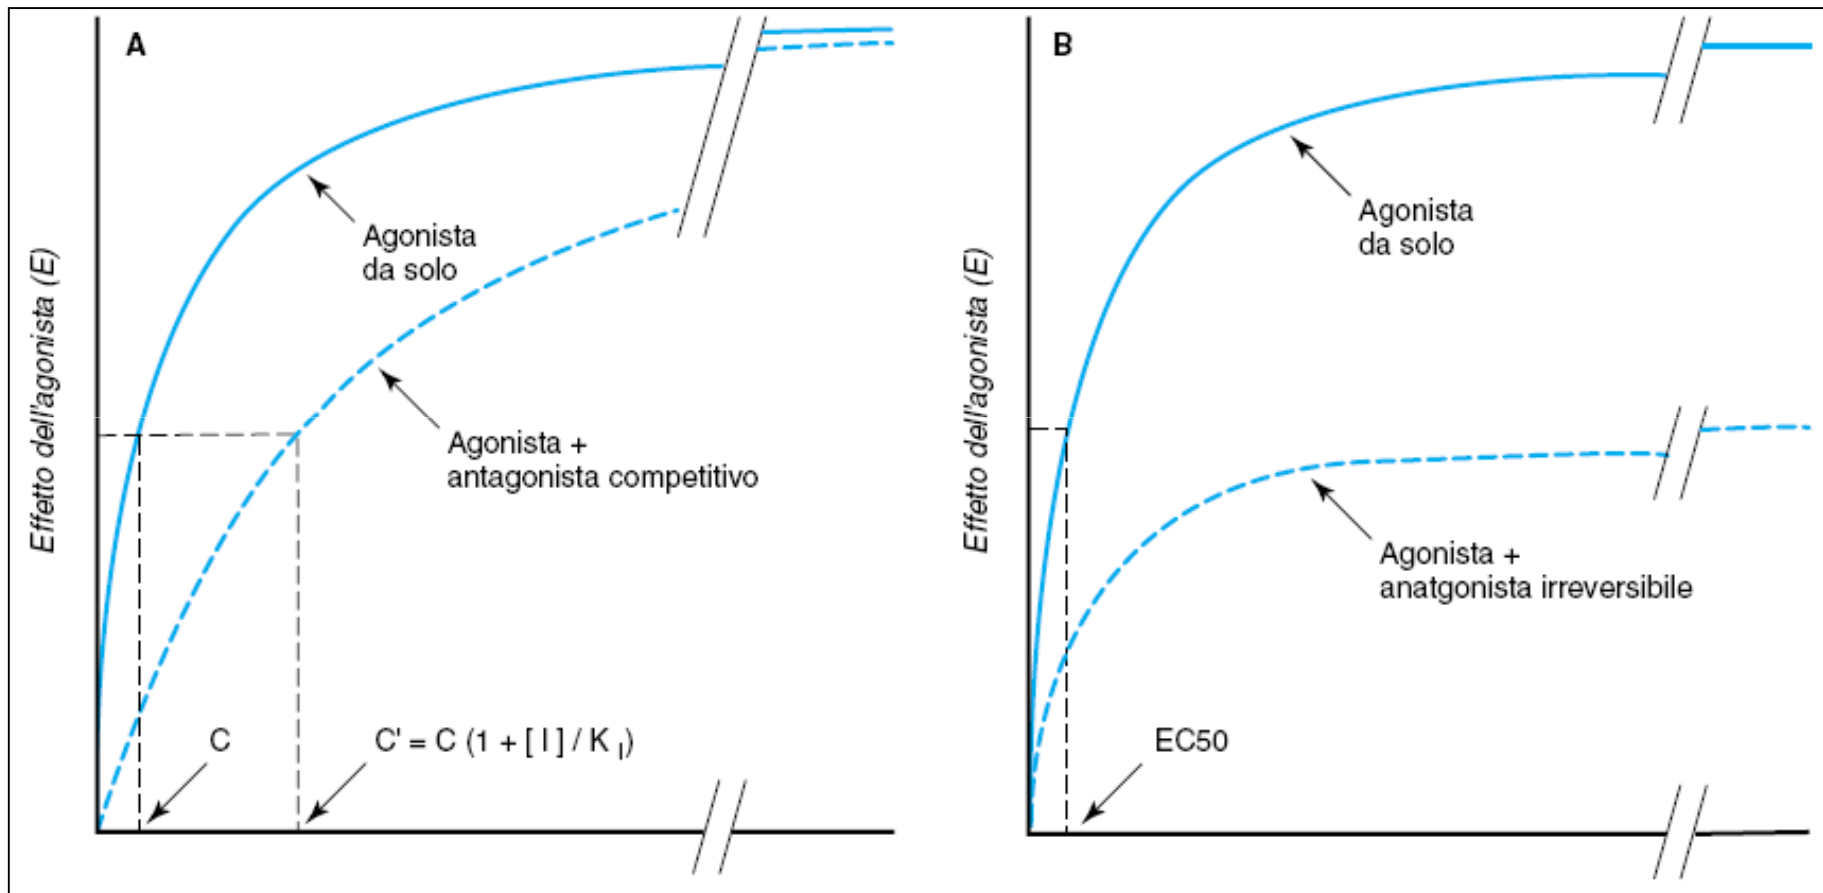 A
Effetto dell'agonista (E)
Agonista
da solo
Agonista +
antagonista competitivo
C
C' = C (1 + [ I ] / K I)
B
Effetto dell'agonista (E)
Agonista
da solo
Agonista +
anatgonista irreversibile
EC50